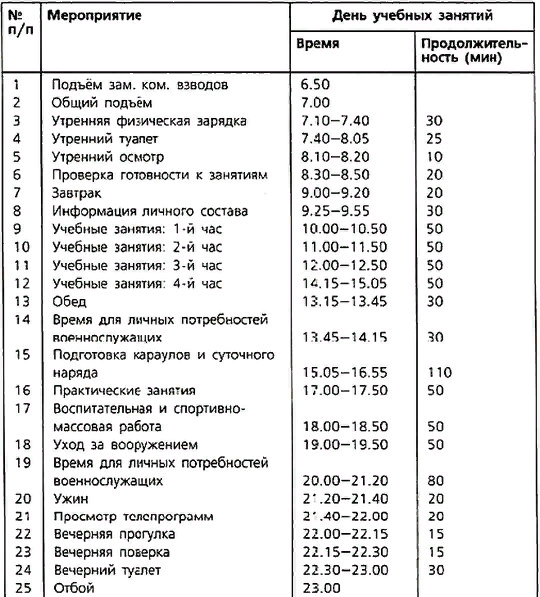 № п/п Мероприятие День учебных занятий
Время Продолжитель-
ность (мин)
1 Подъём зам. ком. взводов 6.50
2 Общий подъём 7.00
3 Утренняя физическая зарядка 7.10—7.40 30
4 Утренний туалет 7.40—8.05 25
5 Утренний осмотр 8.10—8.20 10
6 Проверка готовности к занятиям 8.30—8.50 20
7 Завтрак 9.00—9.20 20
8 Информация личного состава 9.25—9.55 30
9 Учебные занятия: 1-й час 10.00—10.50 50
10 Учебные занятия: 2-й час 11.00—11.50 50
11 Учебные занятия: 3-й час 12.00—12.50 50
12 Учебные занятия: 4-й час 14.15—15.05 50
13 Обед 13.15—13.45 30
14 Время для личных потребностей
военнослужащих 13.45—14.15 30
15 Подготовка караулов и суточного
наряда 15.05—16.55 110
16 Практические занятия 17.00—17.50 50
17 Воспитательная и спортивно-
массовая работа 18.00—18.50 50
18 Уход за вооружением 19.00—19.50 50
19 Время для личных потребностей
военнослужащих 20.00—21.20 80
20 Ужин 21.20—21.40 20
21 Просмотр телепрограмм 21.40—22.00 20
22 Вечерняя прогулка 22.00—22.15 15
23 Вечерняя поверка 22.15—22.30 15
24 Вечерний туалет 22.30—23.00 30
25 Отбой 23.00